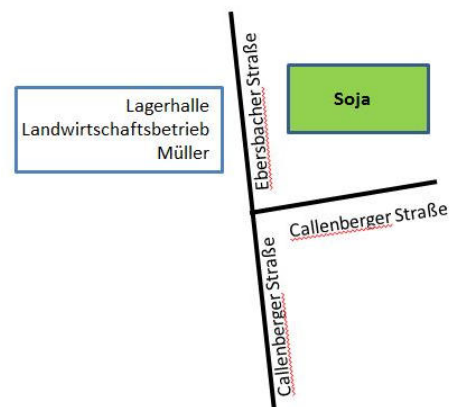 Lagerhalle
Landwirtschaftsbetrieb
Müller
Ebersbacher Straße
Soja
Callenberger Straße
Callenberger Straße